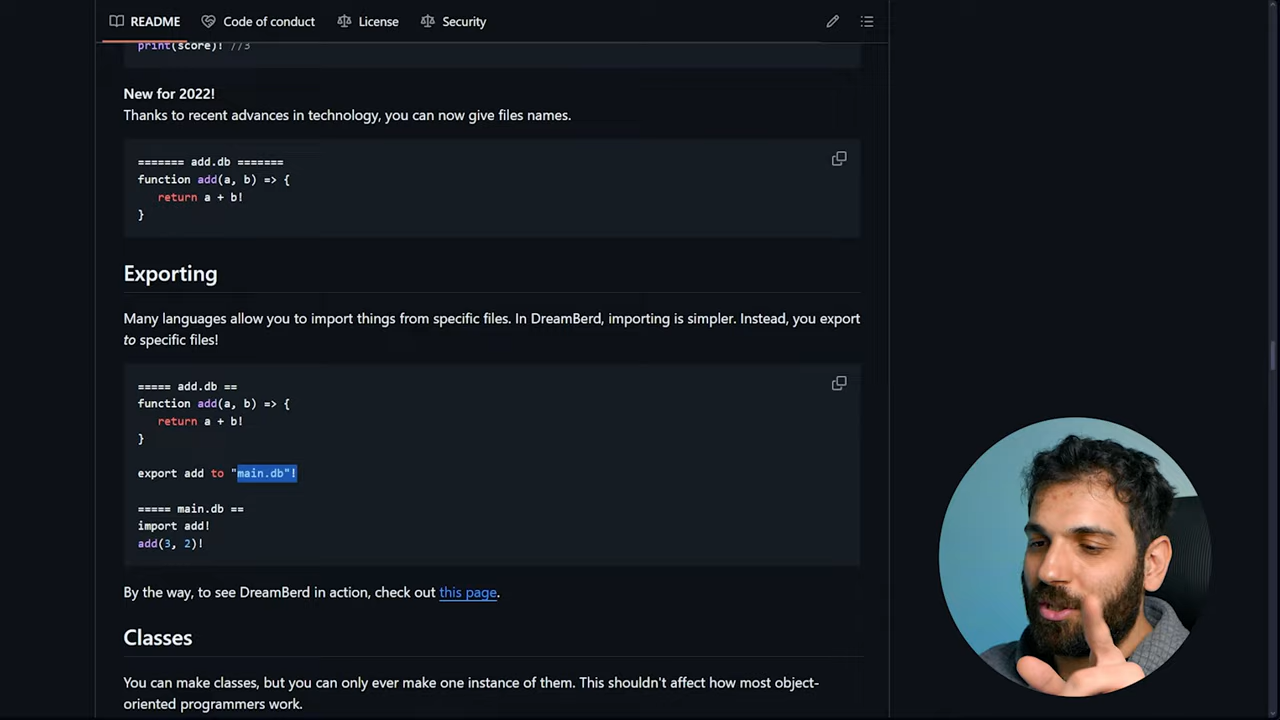 README Code of conduct License Security
print(score)! //3
New for 2022!
Thanks to recent advances in technology, you can now give files names.
======= add.db =======
function add(a, b) => {
return a + b!
}
Exporting
Many languages allow you to import things from specific files. In DreamBerd, importing is simpler. Instead, you export
to specific files!
===== add.db ==
function add(a, b) => {
return a + b!
}
export add to "main.db"!
===== main.db ==
import add!
add(3, 2)!
By the way, to see DreamBerd in action, check out this page.
Classes
You can make classes, but you can only ever make one instance of them. This shouldn't affect how most object-
oriented programmers work.